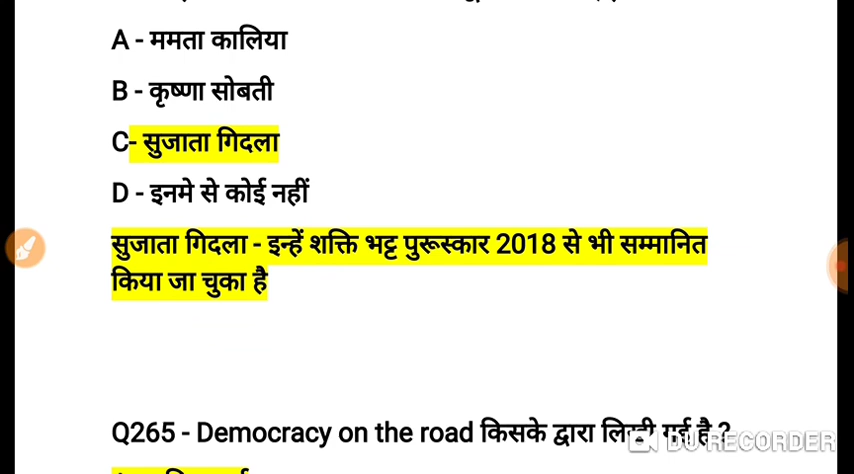 A - ममता कालिया
B - कृष्णा सोबती
C- सुजाता गिदला
D - इनमे से कोई नहीं
सुजाता गिदला - इन्हें शक्ति भट्ट पुरूस्कार 2018 से भी सम्मानित
किया जा चुका है
Q265 - Democracy on the road किसके द्वारा लिखी गई है ?
DU RECORDER